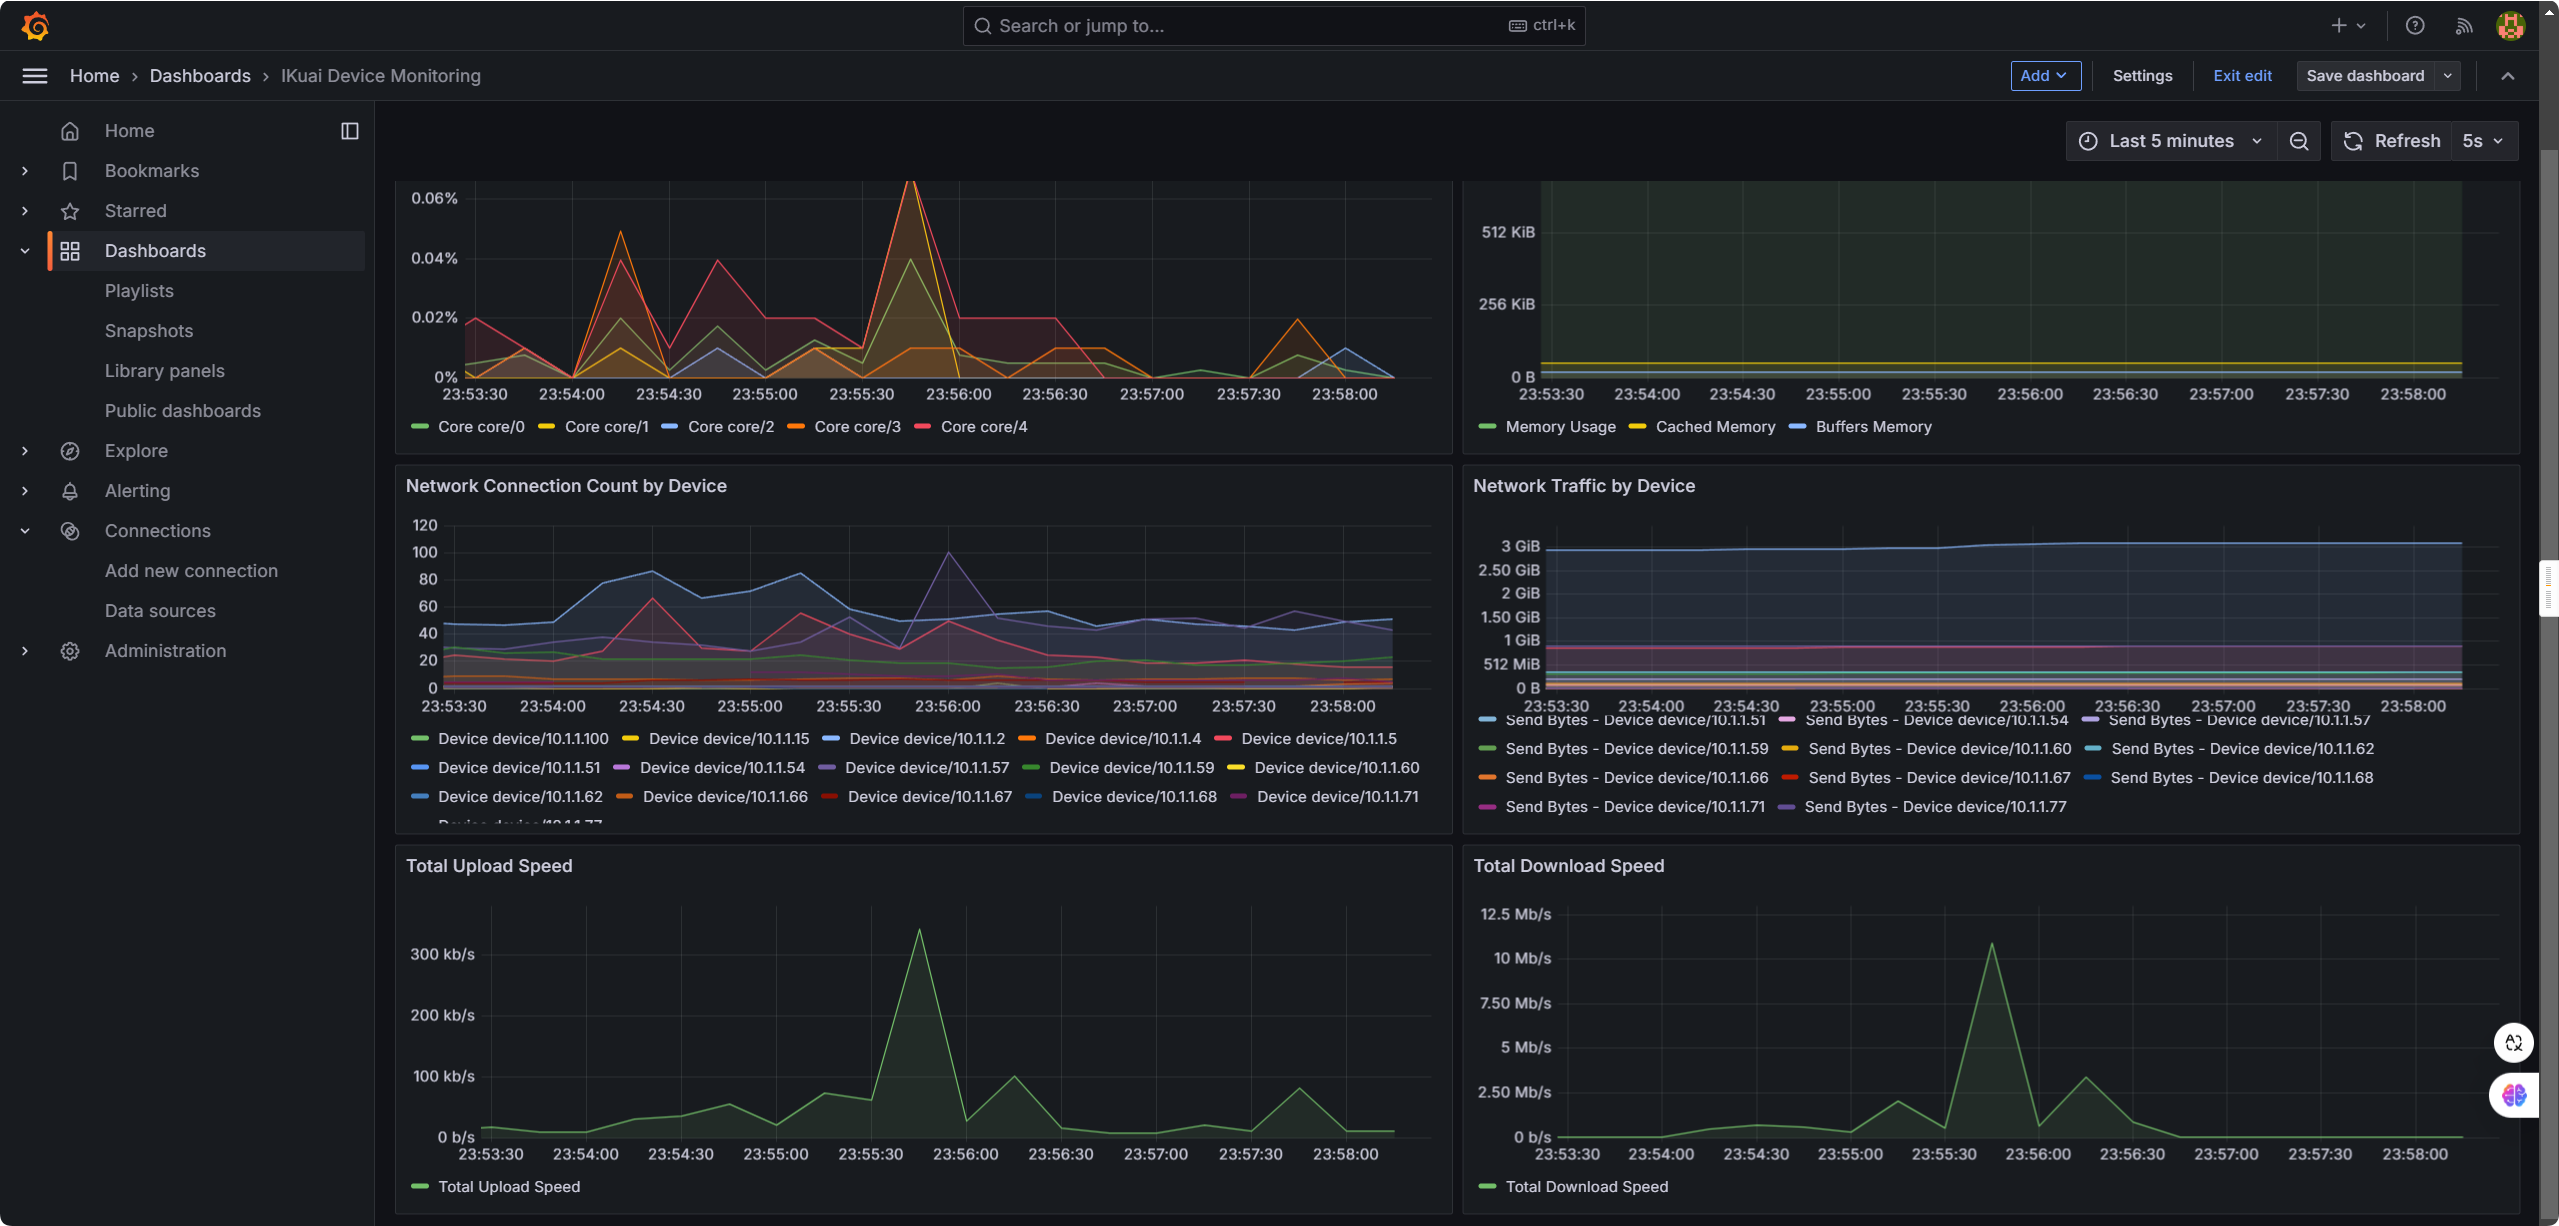 Search or jump to... ctrl+k
Home › Dashboards › IKuai Device Monitoring
Add Settings Exit edit Save dashboard
Home
Bookmarks
Starred
Dashboards
Playlists
Snapshots
Library panels
Public dashboards
Explore
Alerting
Connections
Add new connection
Data sources
Administration
Last 5 minutes Refresh 5s
0.06%
0.04%
0.02%
0%
23:53:30 23:54:00 23:54:30 23:55:00 23:55:30 23:56:00 23:56:30 23:57:00 23:57:30 23:58:00
Core core/0 Core core/1 Core core/2 Core core/3 Core core/4
512 KiB
256 KiB
0 B
23:53:30 23:54:00 23:54:30 23:55:00 23:55:30 23:56:00 23:56:30 23:57:00 23:57:30 23:58:00
Memory Usage Cached Memory Buffers Memory
Network Connection Count by Device
120
100
80
60
40
20
0
23:53:30 23:54:00 23:54:30 23:55:00 23:55:30 23:56:00 23:56:30 23:57:00 23:57:30 23:58:00
Device device/10.1.1.100 Device device/10.1.1.15 Device device/10.1.1.2 Device device/10.1.1.4 Device device/10.1.1.5
Device device/10.1.1.51 Device device/10.1.1.54 Device device/10.1.1.57 Device device/10.1.1.59 Device device/10.1.1.60
Device device/10.1.1.62 Device device/10.1.1.66 Device device/10.1.1.67 Device device/10.1.1.68 Device device/10.1.1.71
Device device/10.1.1.77
Network Traffic by Device
3 GiB
2.50 GiB
2 GiB
1.50 GiB
1 GiB
512 MiB
0 B
23:53:30 23:54:00 23:54:30 23:55:00 23:55:30 23:56:00 23:56:30 23:57:00 23:57:30 23:58:00
Send Bytes - Device device/10.1.1.51 Send Bytes - Device device/10.1.1.54 Send Bytes - Device device/10.1.1.57
Send Bytes - Device device/10.1.1.59 Send Bytes - Device device/10.1.1.60 Send Bytes - Device device/10.1.1.62
Send Bytes - Device device/10.1.1.66 Send Bytes - Device device/10.1.1.67 Send Bytes - Device device/10.1.1.68
Send Bytes - Device device/10.1.1.71 Send Bytes - Device device/10.1.1.77
Total Upload Speed
300 kb/s
200 kb/s
100 kb/s
0 b/s
23:53:30 23:54:00 23:54:30 23:55:00 23:55:30 23:56:00 23:56:30 23:57:00 23:57:30 23:58:00
Total Upload Speed
Total Download Speed
12.5 Mb/s
10 Mb/s
7.50 Mb/s
5 Mb/s
2.50 Mb/s
0 b/s
23:53:30 23:54:00 23:54:30 23:55:00 23:55:30 23:56:00 23:56:30 23:57:00 23:57:30 23:58:00
Total Download Speed